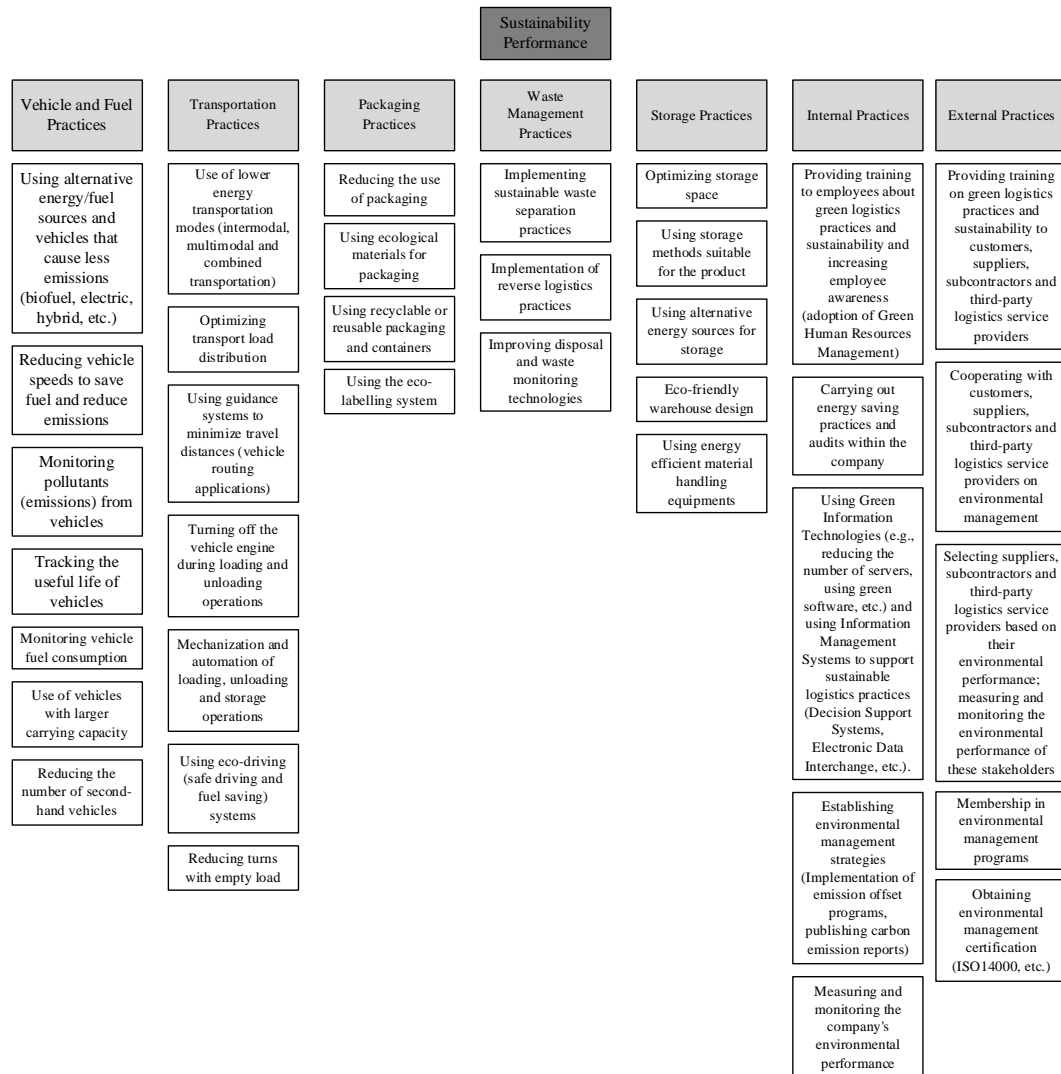 Sustainability
Performance
Vehicle and Fuel
Practices
Using alternative
energy/fuel
sources and
vehicles that
cause less
emissions
(biofuel, electric,
hybrid, etc.)
Reducing vehicle
speeds to save
fuel and reduce
emissions
Monitoring
pollutants
(emissions) from
vehicles
Tracking the
useful life of
vehicles
Monitoring vehicle
fuel consumption
Use of vehicles
with larger
carrying capacity
Reducing the
number of second-
hand vehicles
Transportation
Practices
Use of lower
energy
transportation
modes (intermodal,
multimodal and
combined
transportation)
Optimizing
transport load
distribution
Using guidance
systems to
minimize travel
distances (vehicle
routing
applications)
Turning off the
vehicle engine
during loading and
unloading
operations
Mechanization and
automation of
loading, unloading
and storage
operations
Using eco-driving
(safe driving and
fuel saving)
systems
Reducing turns
with empty load
Packaging
Practices
Reducing the use
of packaging
Using ecological
materials for
packaging
Using recyclable or
reusable packaging
and containers
Using the eco-
labelling system
Waste
Management
Practices
Implementing
sustainable waste
separation
practices
Implementation of
reverse logistics
practices
Improving disposal
and waste
monitoring
technologies
Storage Practices
Optimizing storage
space
Using storage
methods suitable
for the product
Using alternative
energy sources for
storage
Eco-friendly
warehouse design
Using energy
efficient material
handling
equipments
Internal Practices
Providing training
to employees about
green logistics
practices and
sustainability and
increasing
employee
awareness
(adoption of Green
Human Resources
Management)
Carrying out
energy saving
practices and
audits within the
company
Using Green
Information
Technologies (e.g.,
reducing the
number of servers,
using green
software, etc.) and
using Information
Management
Systems to support
sustainable
logistics practices
(Decision Support
Systems,
Electronic Data
Interchange, etc.).
Establishing
environmental
management
strategies
(Implementation of
emission offset
programs,
publishing carbon
emission reports)
Measuring and
monitoring the
company's
environmental
performance
External Practices
Providing training
on green logistics
practices and
sustainability to
customers,
suppliers,
subcontractors and
third-party
logistics service
providers
Cooperating with
customers,
suppliers,
subcontractors and
third-party
logistics service
providers on
environmental
management
Selecting suppliers,
subcontractors and
third-party
logistics service
providers based on
their
environmental
performance;
measuring and
monitoring the
environmental
performance of
these stakeholders
Membership in
environmental
management
programs
Obtaining
environmental
management
certification
(ISO14000, etc.)